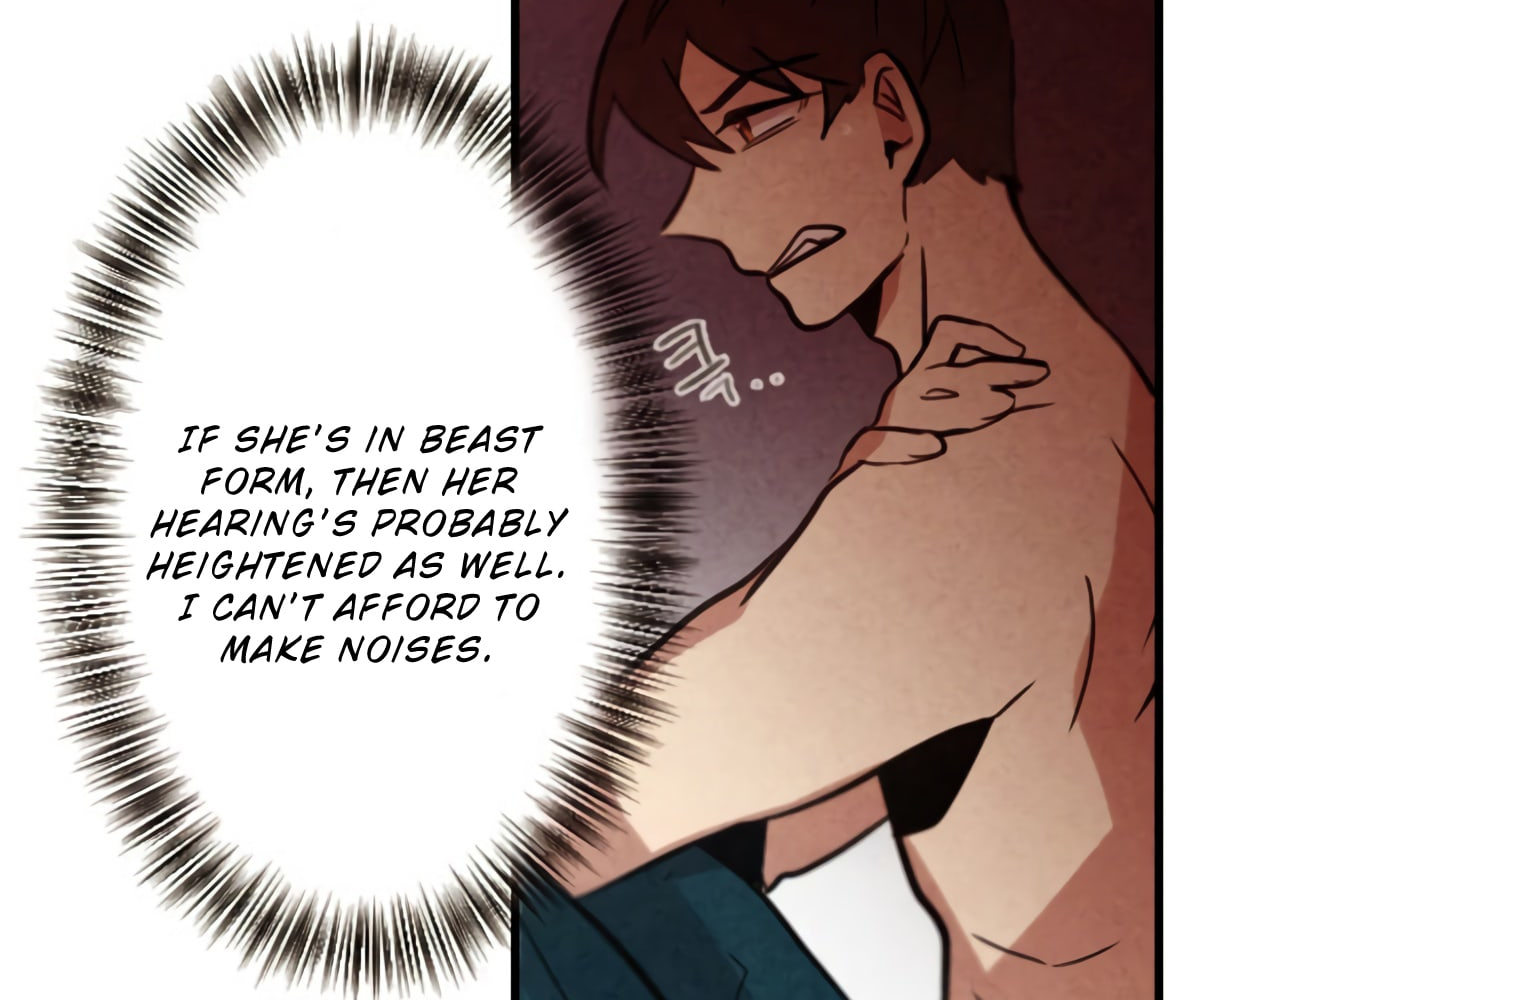 IF SHE'S IN BEAST
FORM, THEN HER
HEARING'S PROBABLY
HEIGHTENED AS WELL.
I CAN'T AFFORD TO
MAKE NOISES.